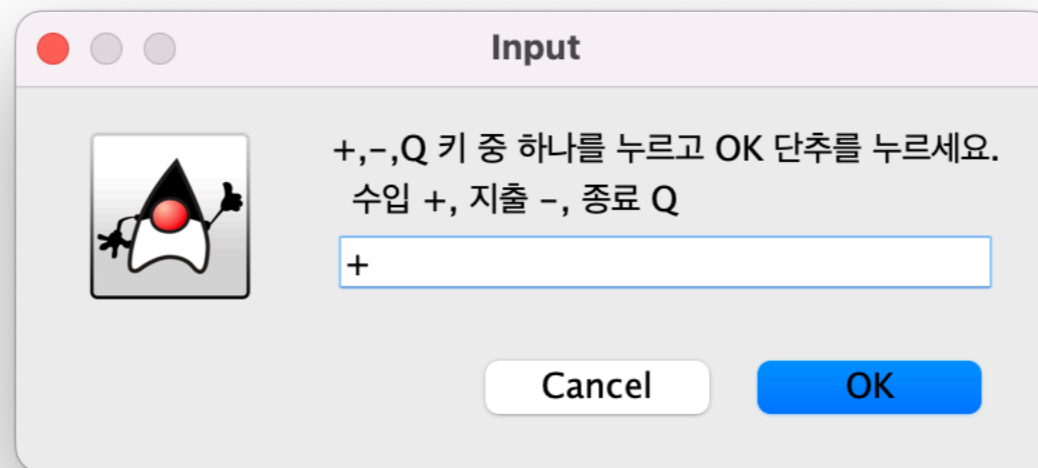 Input
+,-,Q 키 중 하나를 누르고 OK 단추를 누르세요.
수입 +, 지출 -, 종료 Q
+
Cancel OK